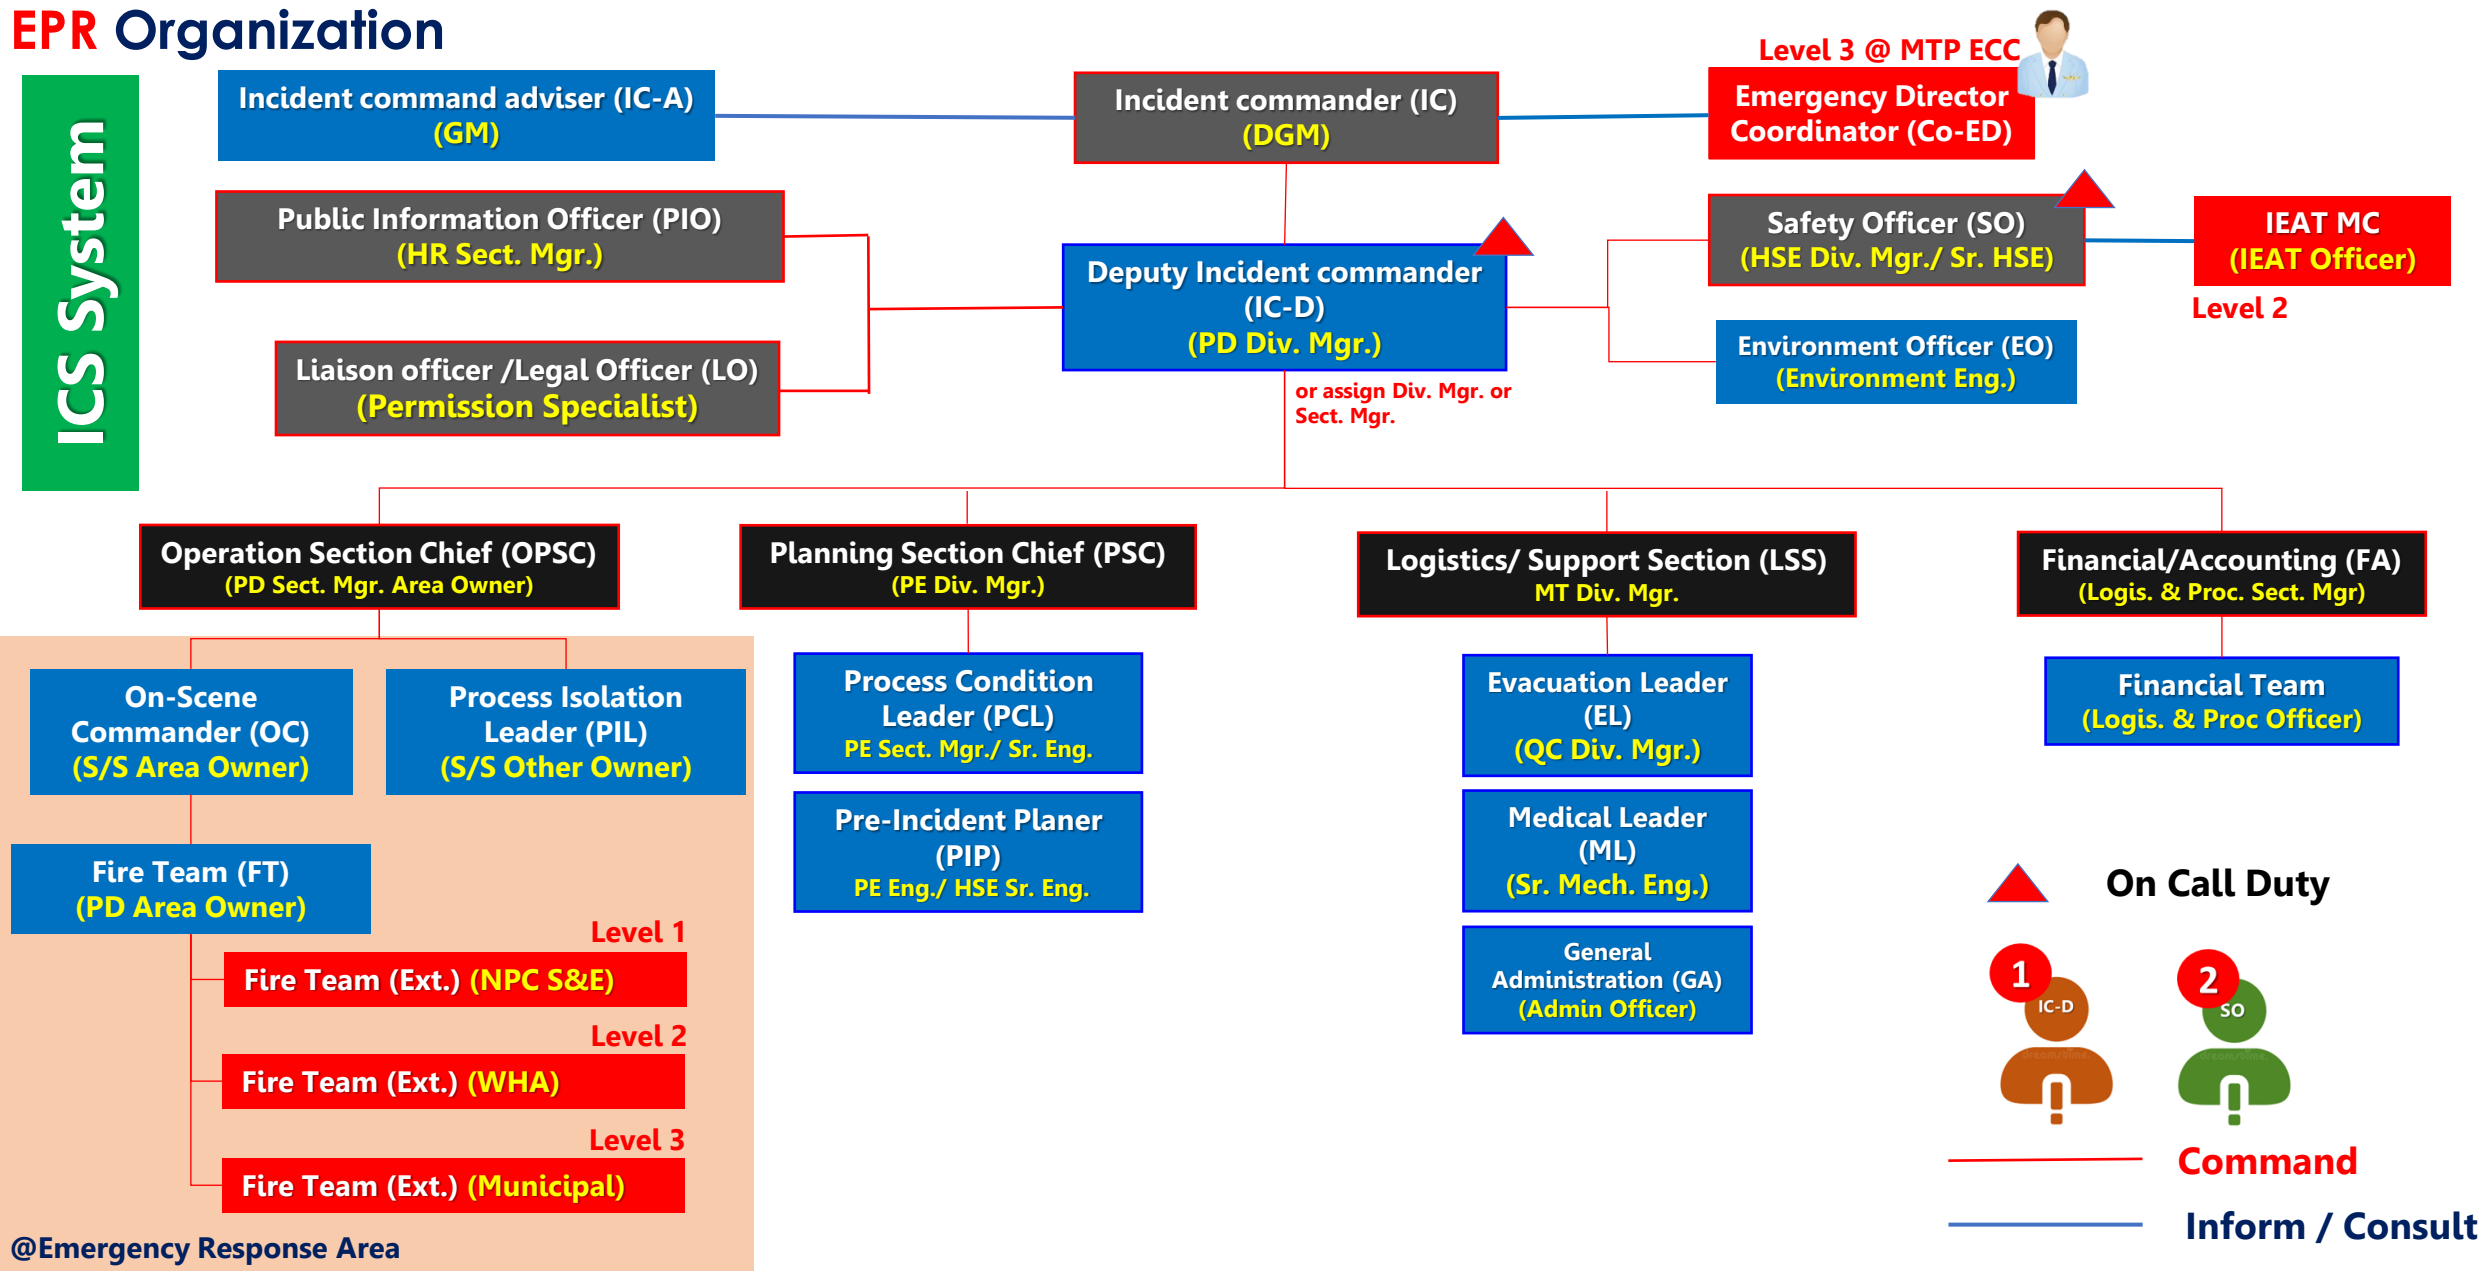 EPR Organization
ICS System
Incident command adviser (IC-A)
(GM)
Incident commander (IC)
(DGM)
Level 3 @ MTP ECC
Emergency Director
Coordinator (Co-ED)
Public Information Officer (PIO)
(HR Sect. Mgr.)
Safety Officer (SO)
(HSE Div. Mgr./ Sr. HSE)
IEAT MC
(IEAT Officer)
Level 2
Deputy Incident commander
(IC-D)
(PD Div. Mgr.)
or assign Div. Mgr. or
Sect. Mgr.
Liaison officer /Legal Officer (LO)
(Permission Specialist)
Environment Officer (EO)
(Environment Eng.)
Operation Section Chief (OPSC)
(PD Sect. Mgr. Area Owner)
Planning Section Chief (PSC)
(PE Div. Mgr.)
Logistics/ Support Section (LSS)
MT Div. Mgr.
Financial/Accounting (FA)
(Logis. & Proc. Sect. Mgr)
On-Scene
Commander (OC)
(S/S Area Owner)
Process Isolation
Leader (PIL)
(S/S Other Owner)
Process Condition
Leader (PCL)
PE Sect. Mgr./ Sr. Eng.
Evacuation Leader
(EL)
(QC Div. Mgr.)
Financial Team
(Logis. & Proc Officer)
Pre-Incident Planer
(PIP)
PE Eng./ HSE Sr. Eng.
Medical Leader
(ML)
(Sr. Mech. Eng.)
Fire Team (FT)
(PD Area Owner)
General
Administration (GA)
(Admin Officer)
Level 1
Fire Team (Ext.) (NPC S&E)
Level 2
Fire Team (Ext.) (WHA)
Level 3
Fire Team (Ext.) (Municipal)
@Emergency Response Area
On Call Duty
1
IC-D
2
SO
dreamstime
dreamstime
Command
Inform / Consult